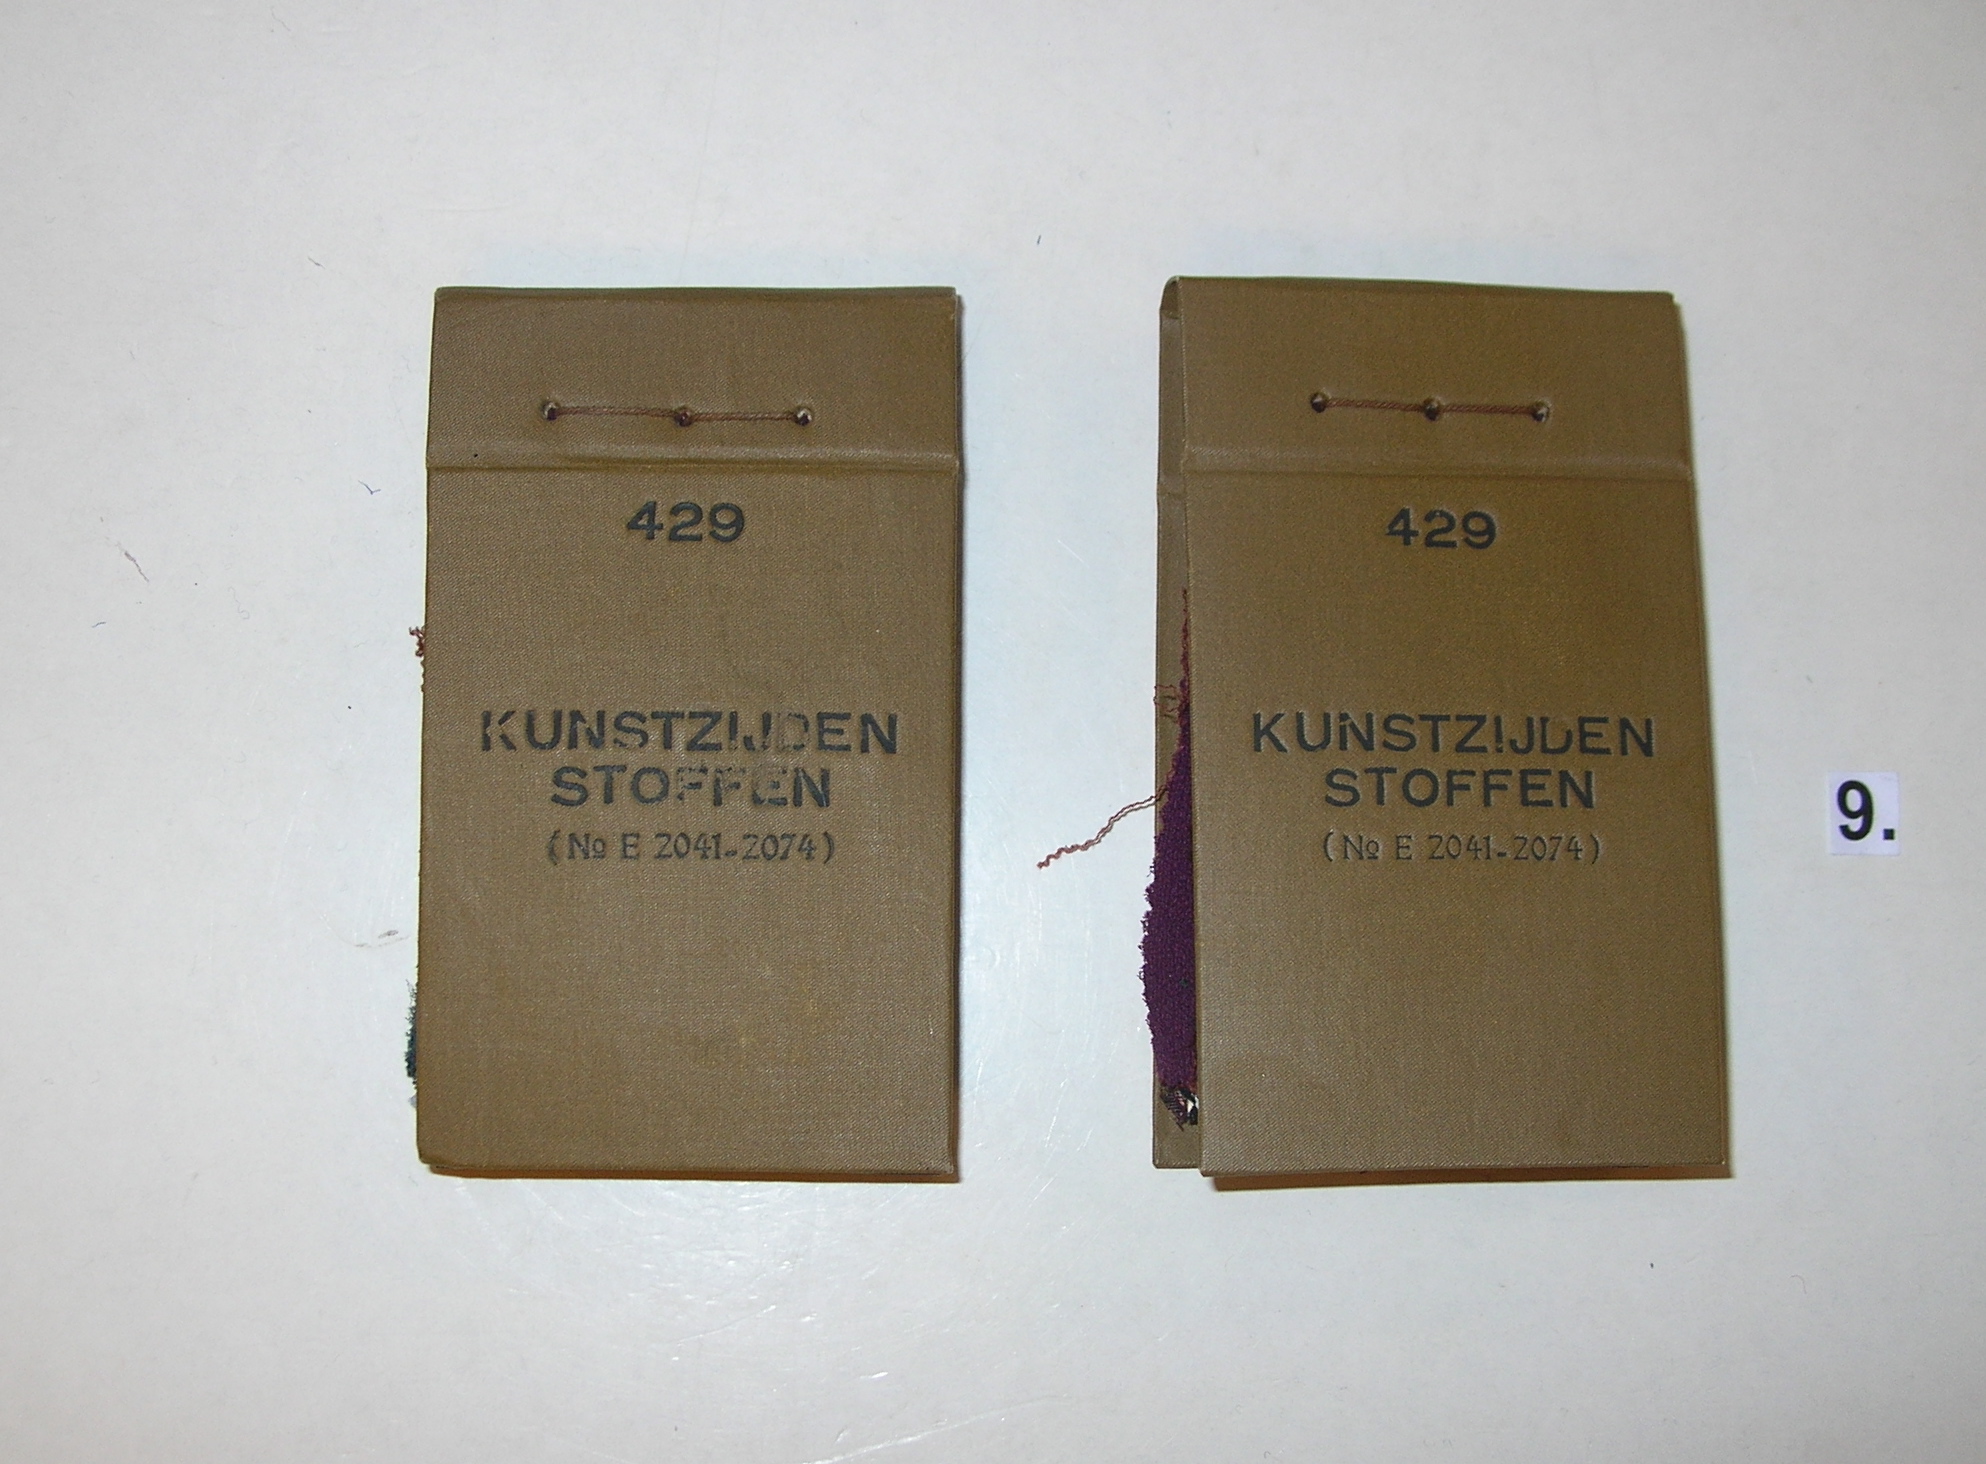 429
KUNSTZIJDEN
STOFFEN
(No E 2041-2074)
429
KUNSTZIJDEN
STOFFEN
(No E 2041-2074)
9.